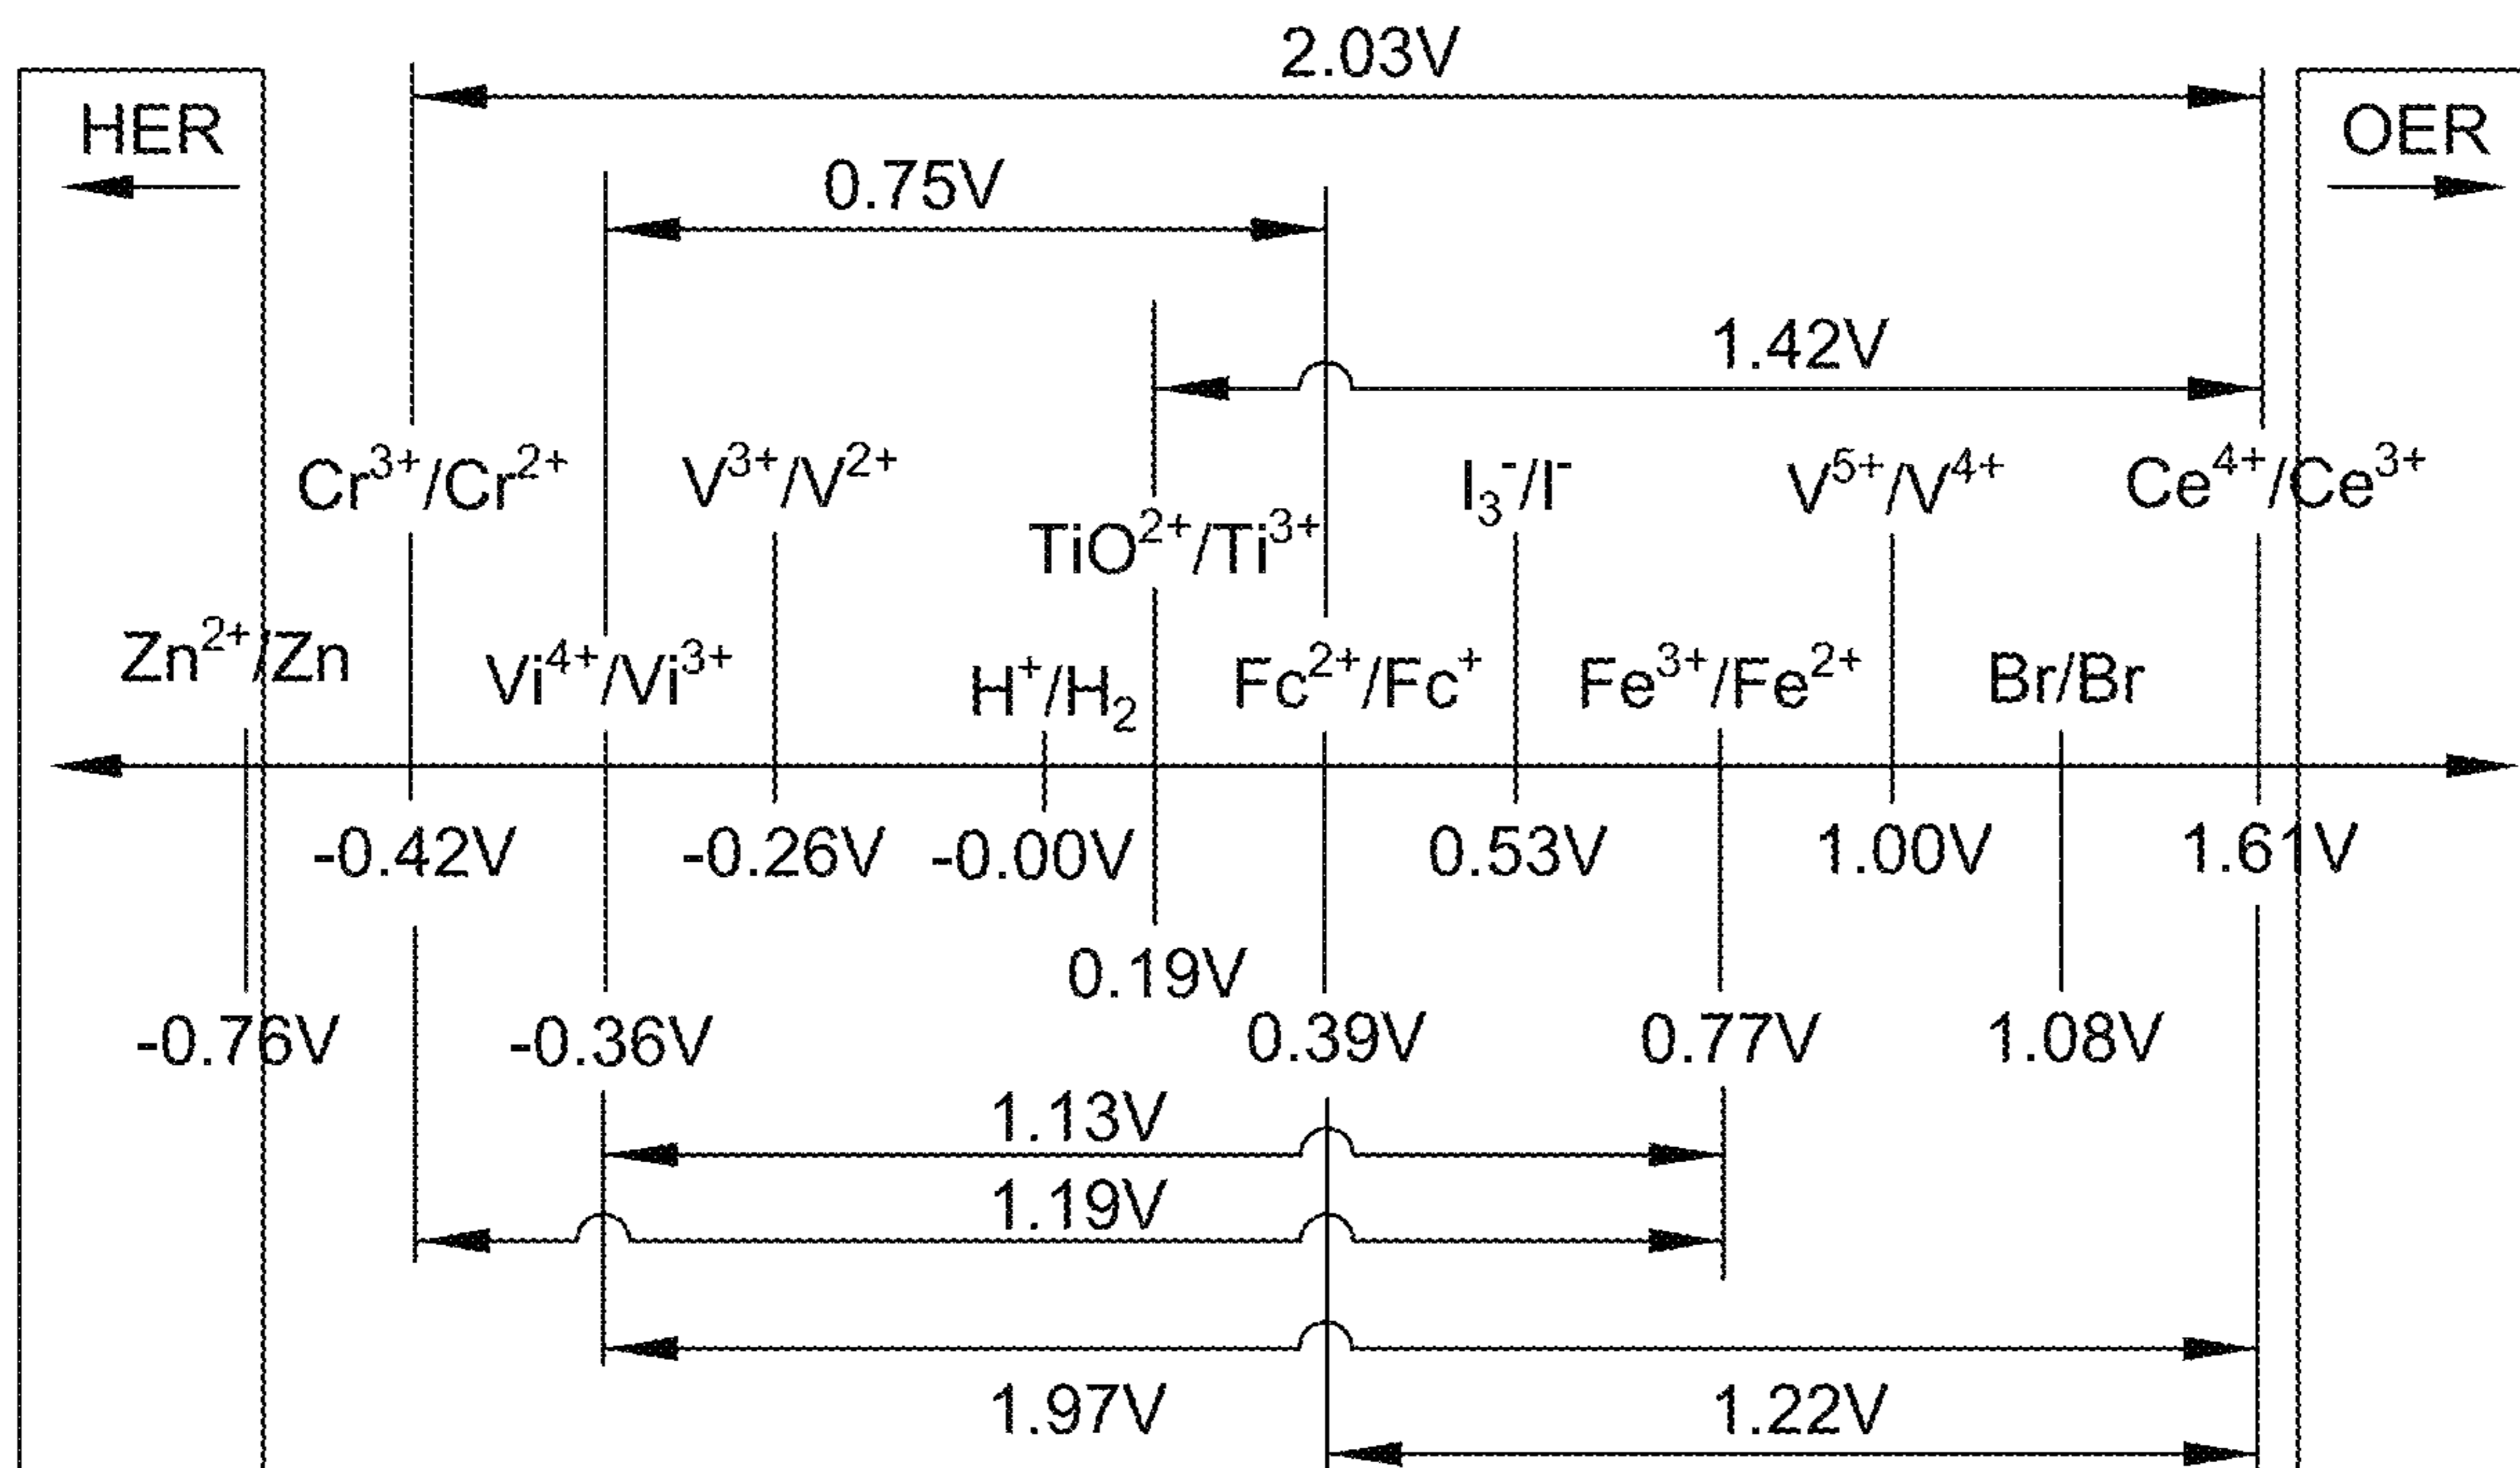 2.03V
HER
OER
0.75V
1.42V
Cr³⁺/Cr²⁺
V³⁺/V²⁺
I₃⁻/I⁻
V⁵⁺/V⁴⁺
Ce⁴⁺/Ce³⁺
TiO²⁺/Ti³⁺
Zn²⁺/Zn
Vi⁴⁺/Vi³⁺
H⁺/H₂
Fc²⁺/Fc⁺
Fe³⁺/Fe²⁺
Br/Br
-0.42V
-0.26V
-0.00V
0.53V
1.00V
1.61V
0.19V
-0.76V
-0.36V
0.39V
0.77V
1.08V
1.13V
1.19V
1.97V
1.22V